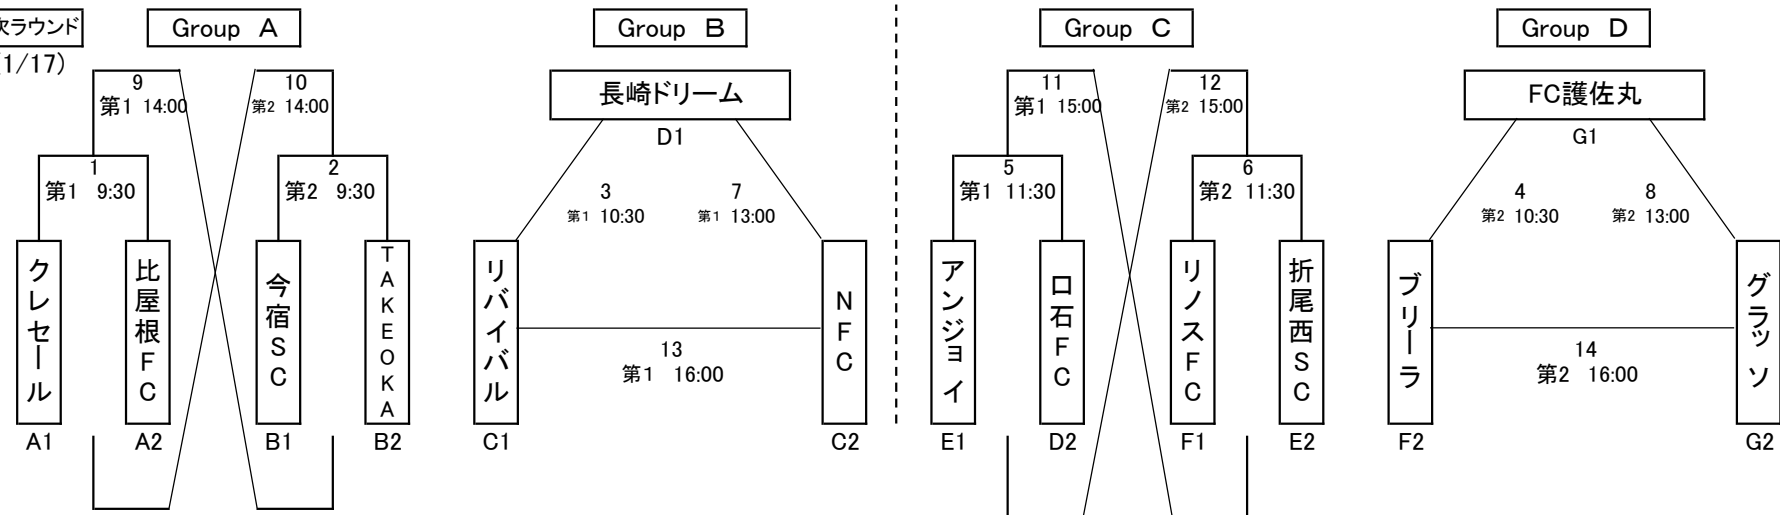 次ラウンド
1/17)
Group A
9
第1 14:00
10
第2 14:00
1
第1 9:30
2
第2 9:30
クレセール
比屋根FC
今宿SC
TAKEOKA
A1
A2
B1
B2
Group B
長崎ドリーム
D1
3
第1 10:30
7
第1 13:00
リバイバル
NFC
13
第1 16:00
C1
C2
Group C
11
第1 15:00
12
第2 15:00
5
第1 11:30
6
第2 11:30
アンジョイ
口石FC
リノスFC
折尾西SC
E1
D2
F1
E2
Group D
FC護佐丸
G1
4
第2 10:30
8
第2 13:00
ブリーラ
グラッソ
14
第2 16:00
F2
G2